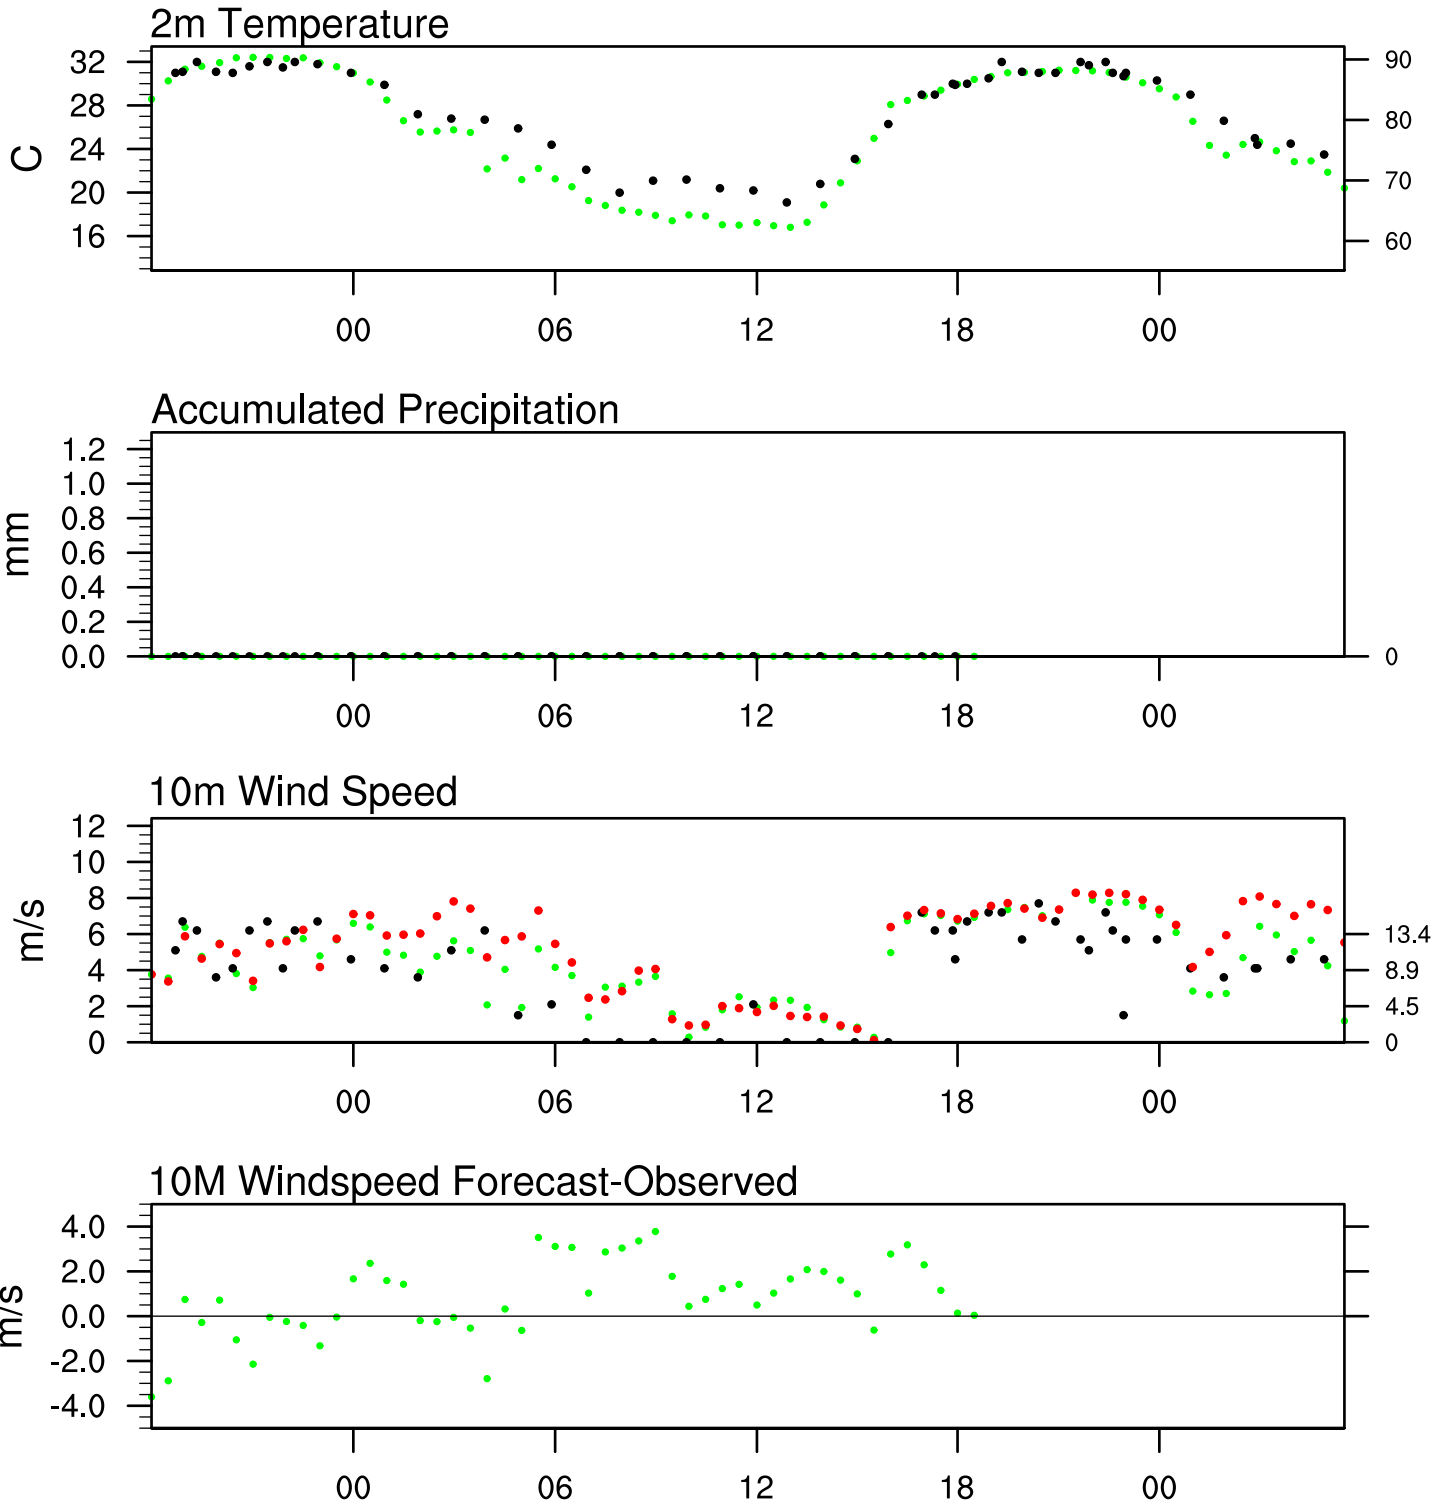 2m Temperature
32
28
24
20
16
C
90
80
70
60
00 06 12 18 00
Accumulated Precipitation
1.2
1.0
0.8
0.6
0.4
0.2
0.0
mm
0
00 06 12 18 00
10m Wind Speed
12
10
8
6
4
2
0
m/s
13.4
8.9
4.5
0
00 06 12 18 00
10M Windspeed Forecast-Observed
4.0
2.0
0.0
-2.0
-4.0
m/s
00 06 12 18 00